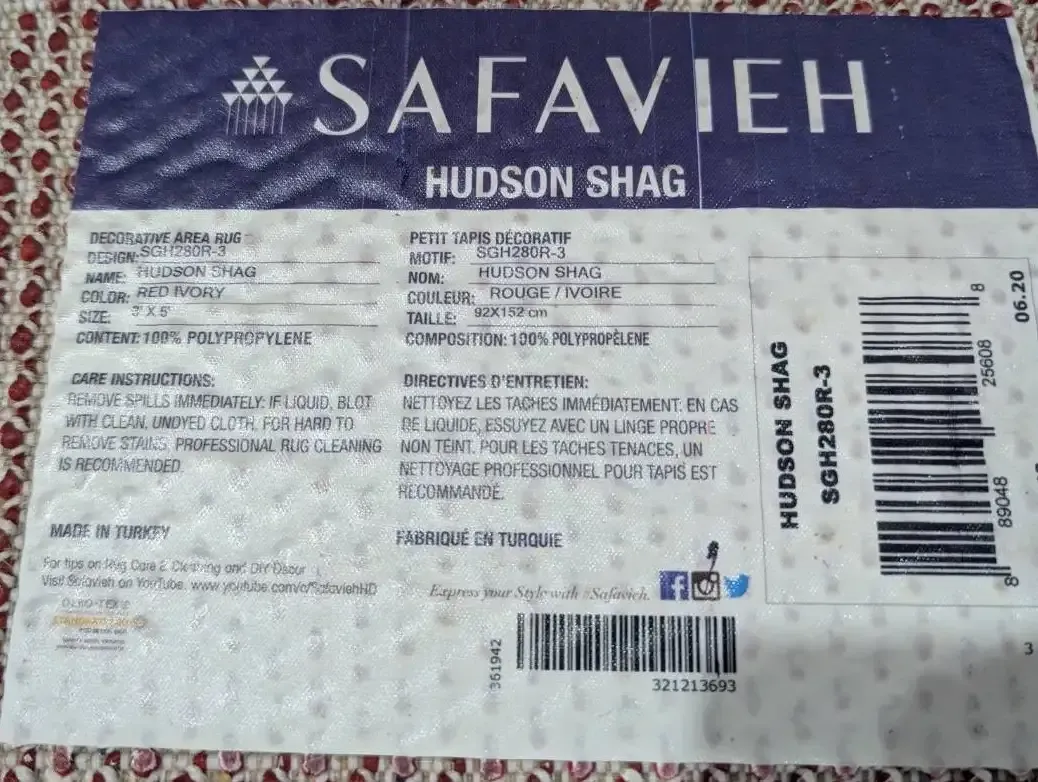 SAFAVIEH
HUDSON SHAG
DECORATIVE AREA RUG
DESIGN: SGH280R-3
NAME: HUDSON SHAG
COLOR: RED IVORY
SIZE: 3' X 5'
CONTENT: 100% POLYPROPYLENE
CARE INSTRUCTIONS:
REMOVE SPILLS IMMEDIATELY: IF LIQUID, BLOT
WITH CLEAN, UNDYED CLOTH. FOR HARD TO
REMOVE STAINS, PROFESSIONAL RUG CLEANING
IS RECOMMENDED.
MADE IN TURKEY
For tips on Rug Care & Cleaning and DIY Decor
Visit Safavieh on YouTube. www.youtube.com/c/SafaviehHD
OEKO-TEX®
STANDARD 100
PETIT TAPIS DÉCORATIF
MOTIF: SGH280R-3
NOM: HUDSON SHAG
COULEUR: ROUGE / IVOIRE
TAILLE: 92X152 cm
COMPOSITION: 100% POLYPROPÈLENE
DIRECTIVES D'ENTRETIEN:
NETTOYEZ LES TACHES IMMÉDIATEMENT. EN CAS
DE LIQUIDE, ESSUYEZ AVEC UN LINGE PROPRE
NON TEINT. POUR LES TACHES TENACES, UN
NETTOYAGE PROFESSIONNEL POUR TAPIS EST
RECOMMANDÉ.
FABRIQUÉ EN TURQUIE
Express your Style with #Safavieh.
361942
321213693
HUDSON SHAG
SGH280R-3
8 89048 25608 8
06.20
3